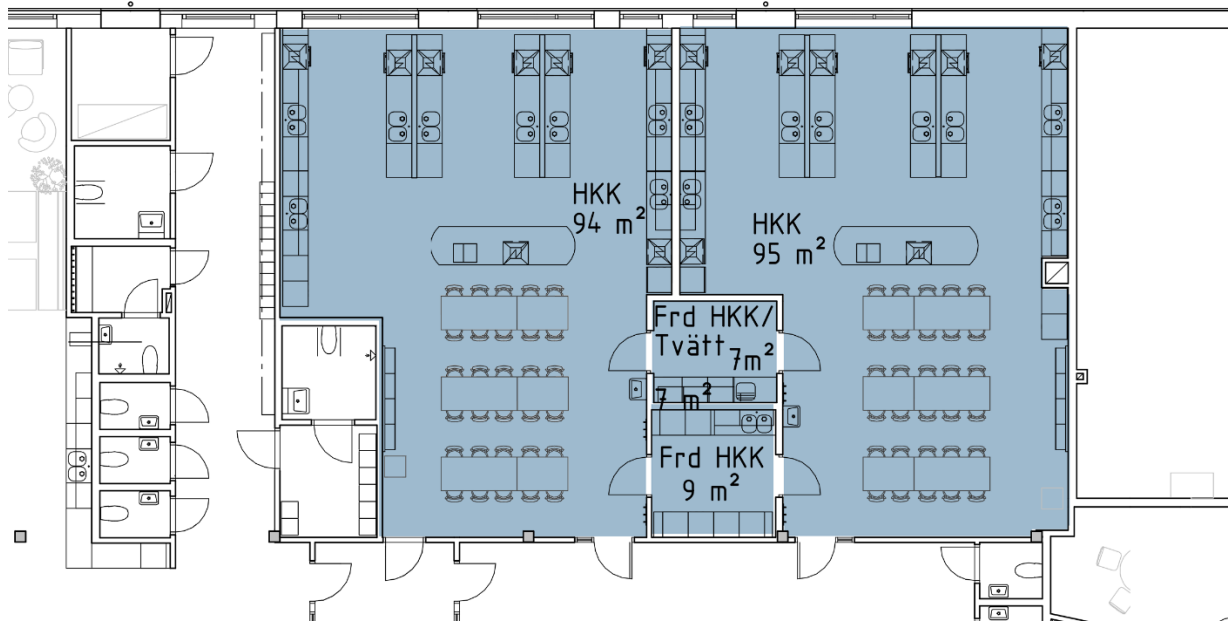 HKK
94 m²
HKK
95 m²
Frd HKK/
Tvätt 7m²
7 m²
Frd HKK
9 m²